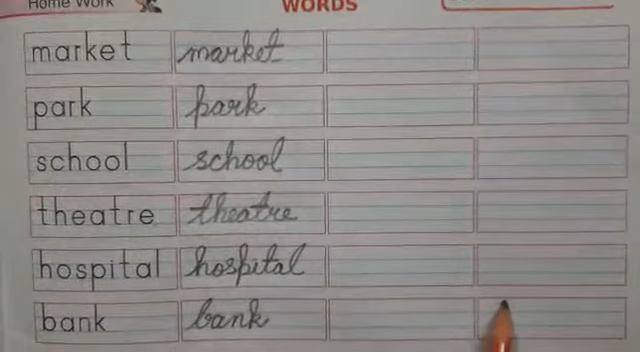 Home Work WORDS
market market
park park
school school
theatre theatre
hospital hospital
bank bank